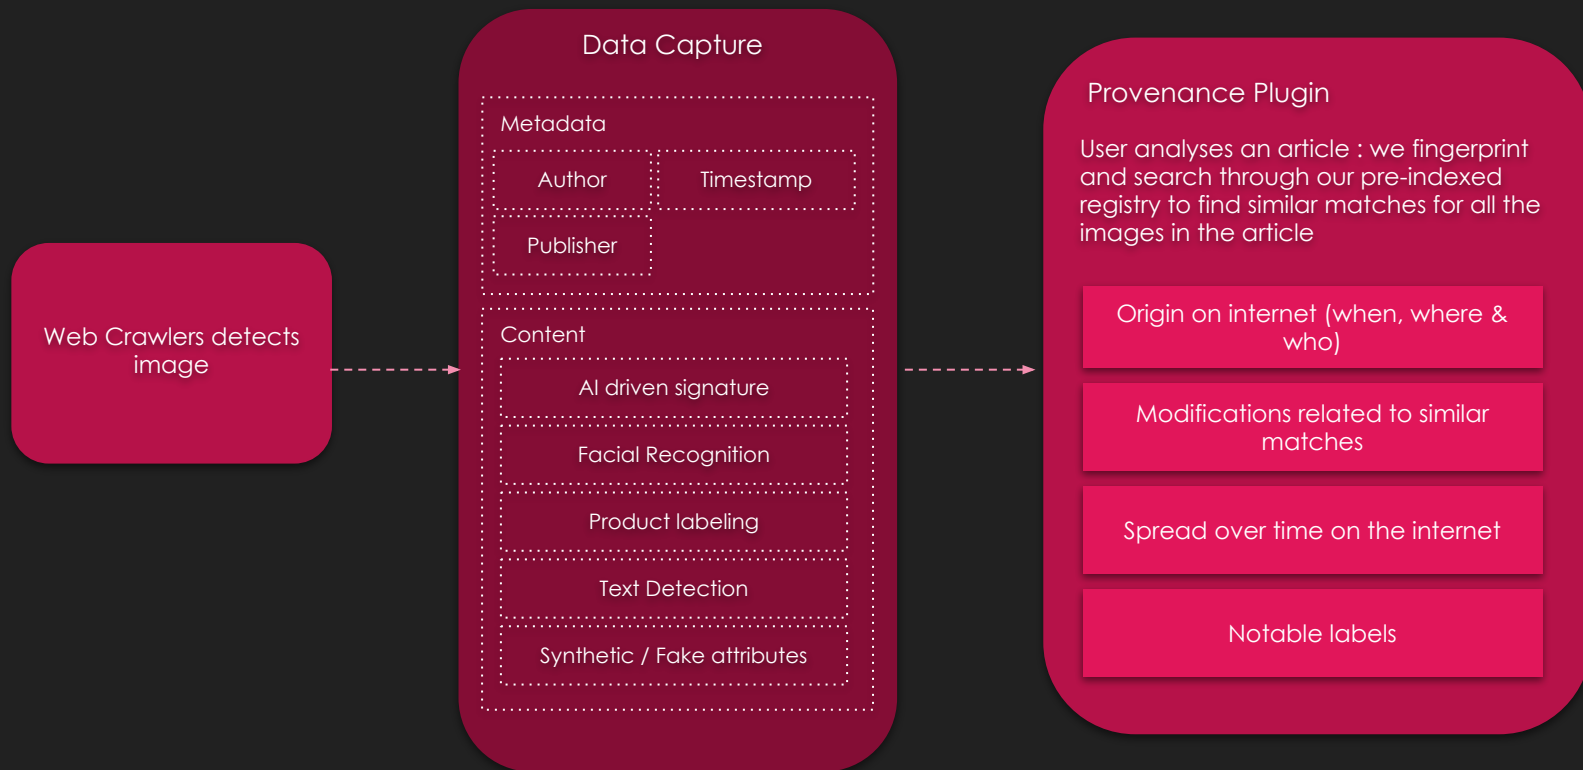 Web Crawlers detects
image
Data Capture
Metadata
Author
Timestamp
Publisher
Content
AI driven signature
Facial Recognition
Product labeling
Text Detection
Synthetic / Fake attributes
Provenance Plugin
User analyses an article : we fingerprint
and search through our pre-indexed
registry to find similar matches for all the
images in the article
Origin on internet (when, where &
who)
Modifications related to similar
matches
Spread over time on the internet
Notable labels